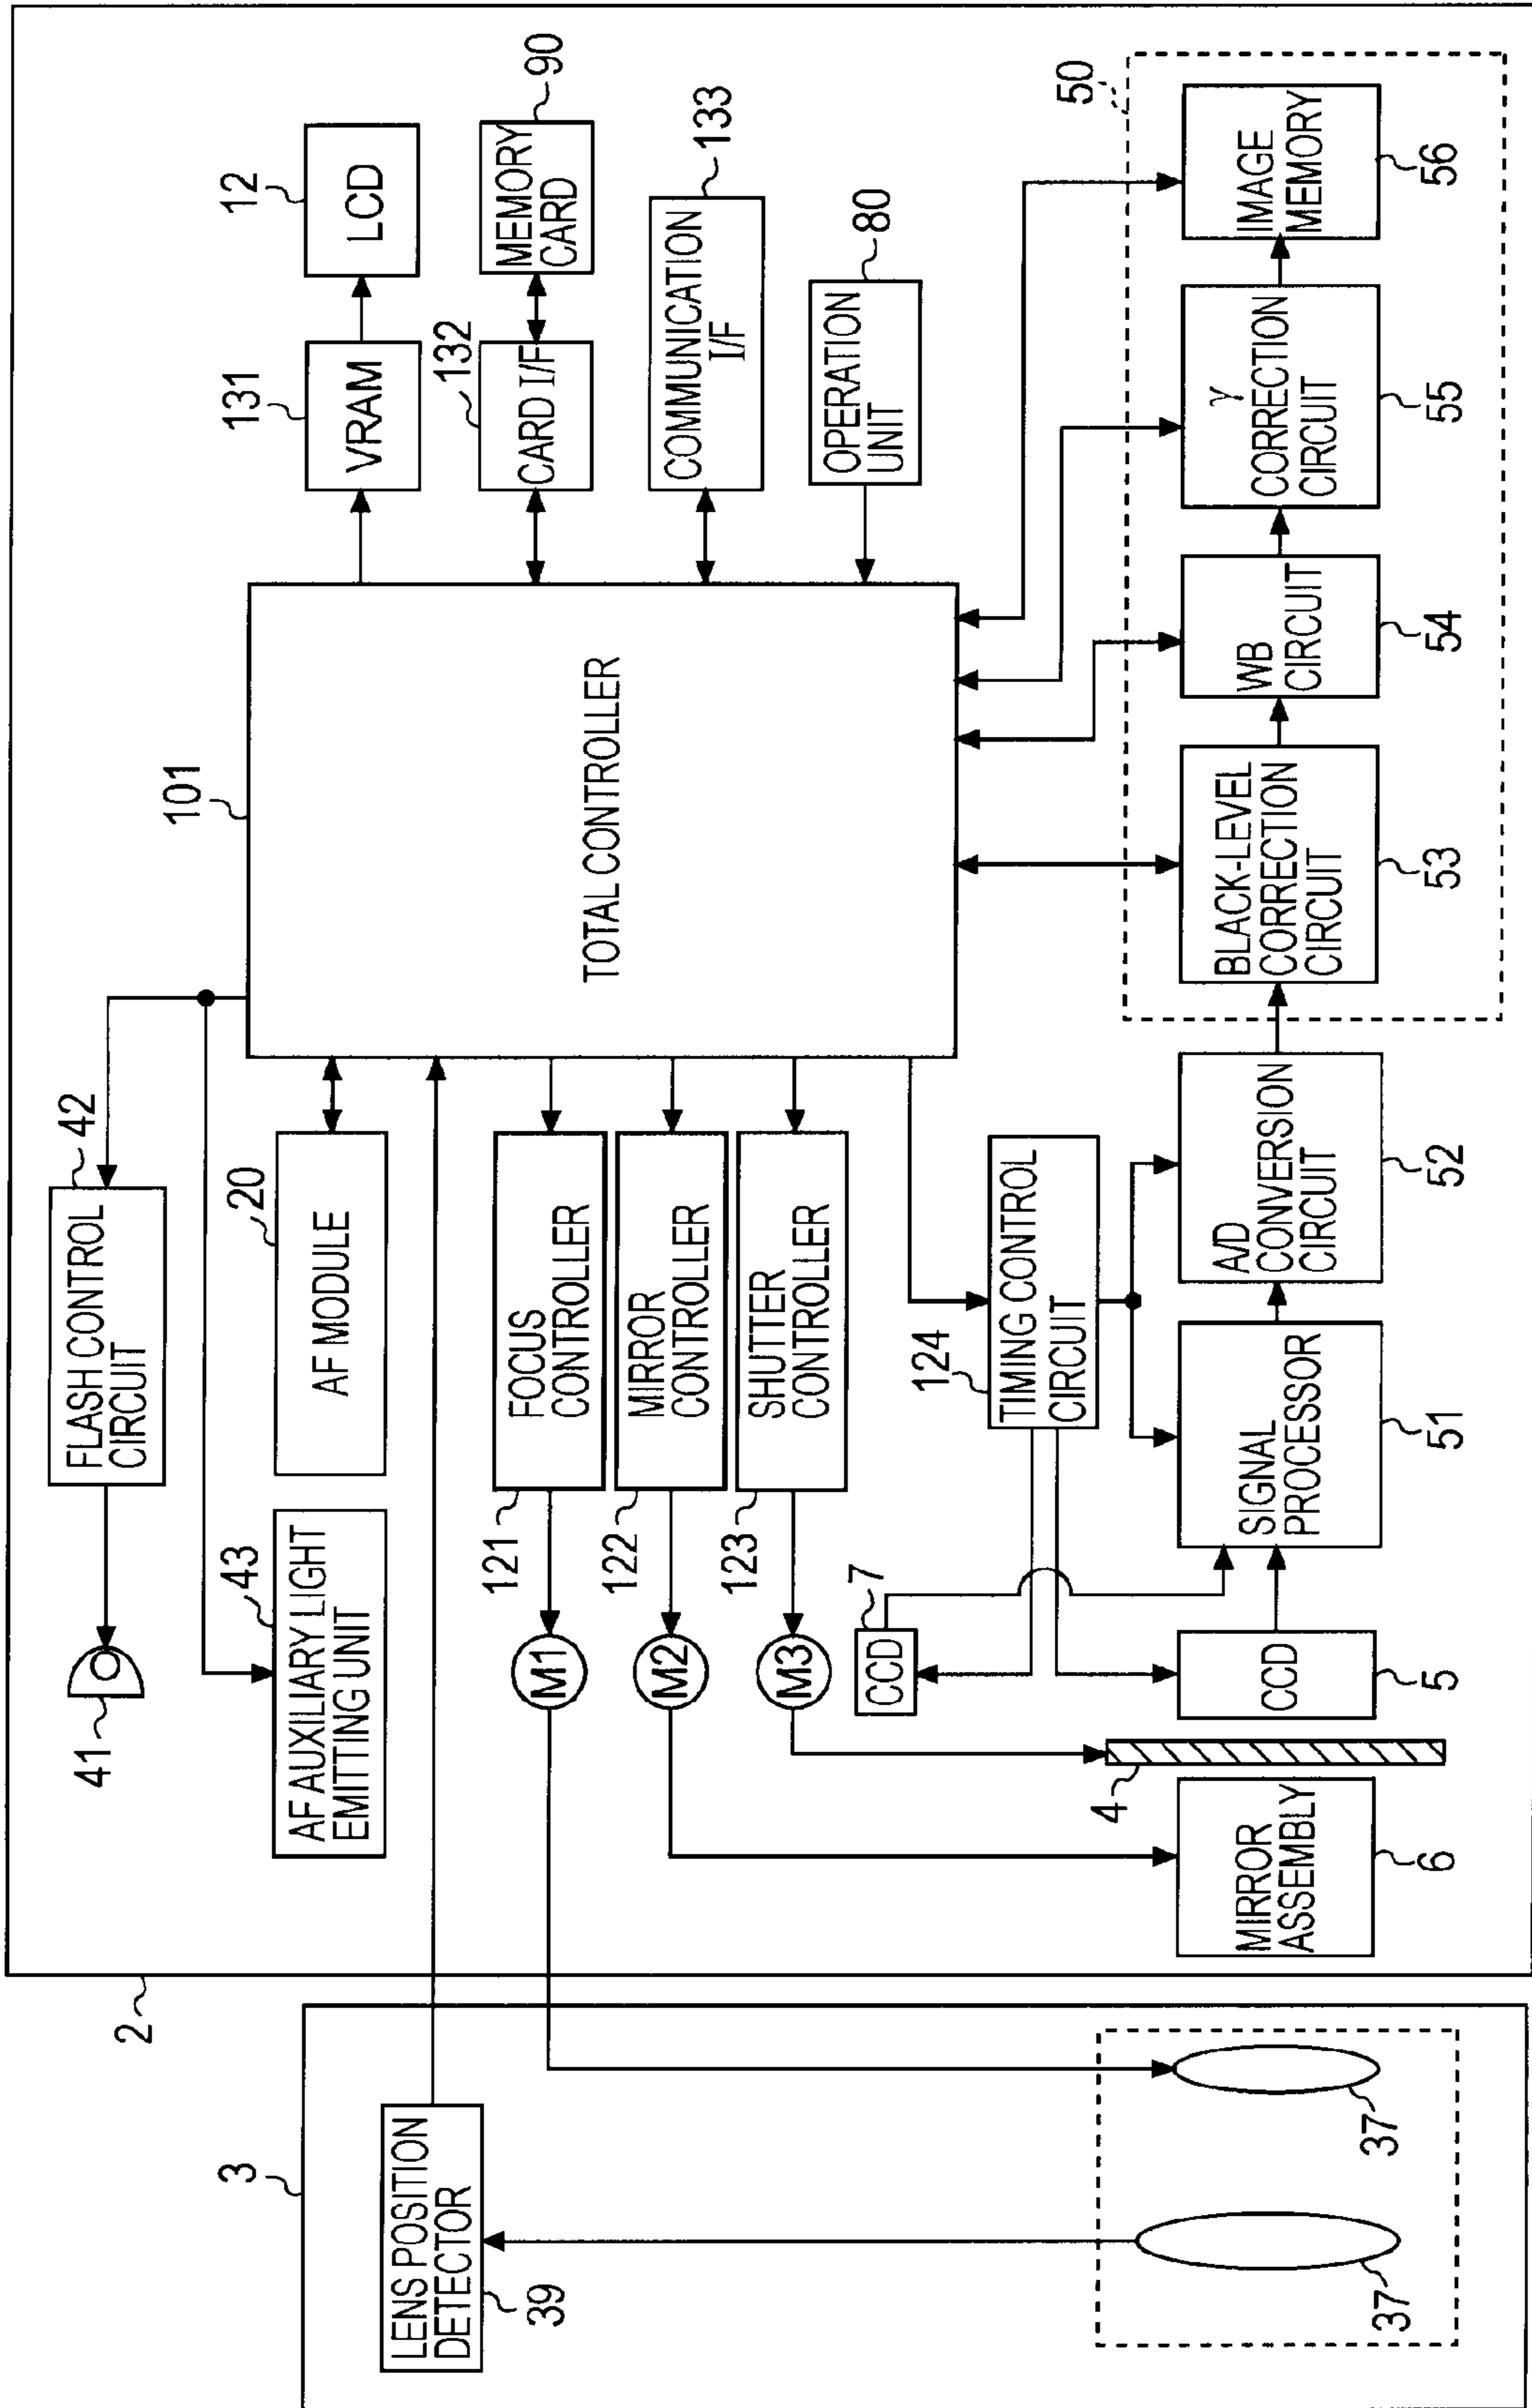 3
LENS POSITION
DETECTOR
39
37
37
2
41
FLASH CONTROL
CIRCUIT
42
43
AF AUXILIARY LIGHT
EMITTING UNIT
20
AF MODULE
101
TOTAL CONTROLLER
131
VRAM
12
LCD
132
CARD I/F
MEMORY
CARD
90
COMMUNICATION
I/F
133
OPERATION
UNIT
80
M1
121
FOCUS
CONTROLLER
M2
122
MIRROR
CONTROLLER
M3
123
SHUTTER
CONTROLLER
7
CCD
124
TIMING CONTROL
CIRCUIT
50
MIRROR
ASSEMBLY
6
4
CCD
5
SIGNAL
PROCESSOR
51
A/D
CONVERSION
CIRCUIT
52
BLACK-LEVEL
CORRECTION
CIRCUIT
53
WB
CIRCUIT
54
γ
CORRECTION
CIRCUIT
55
IMAGE
MEMORY
56